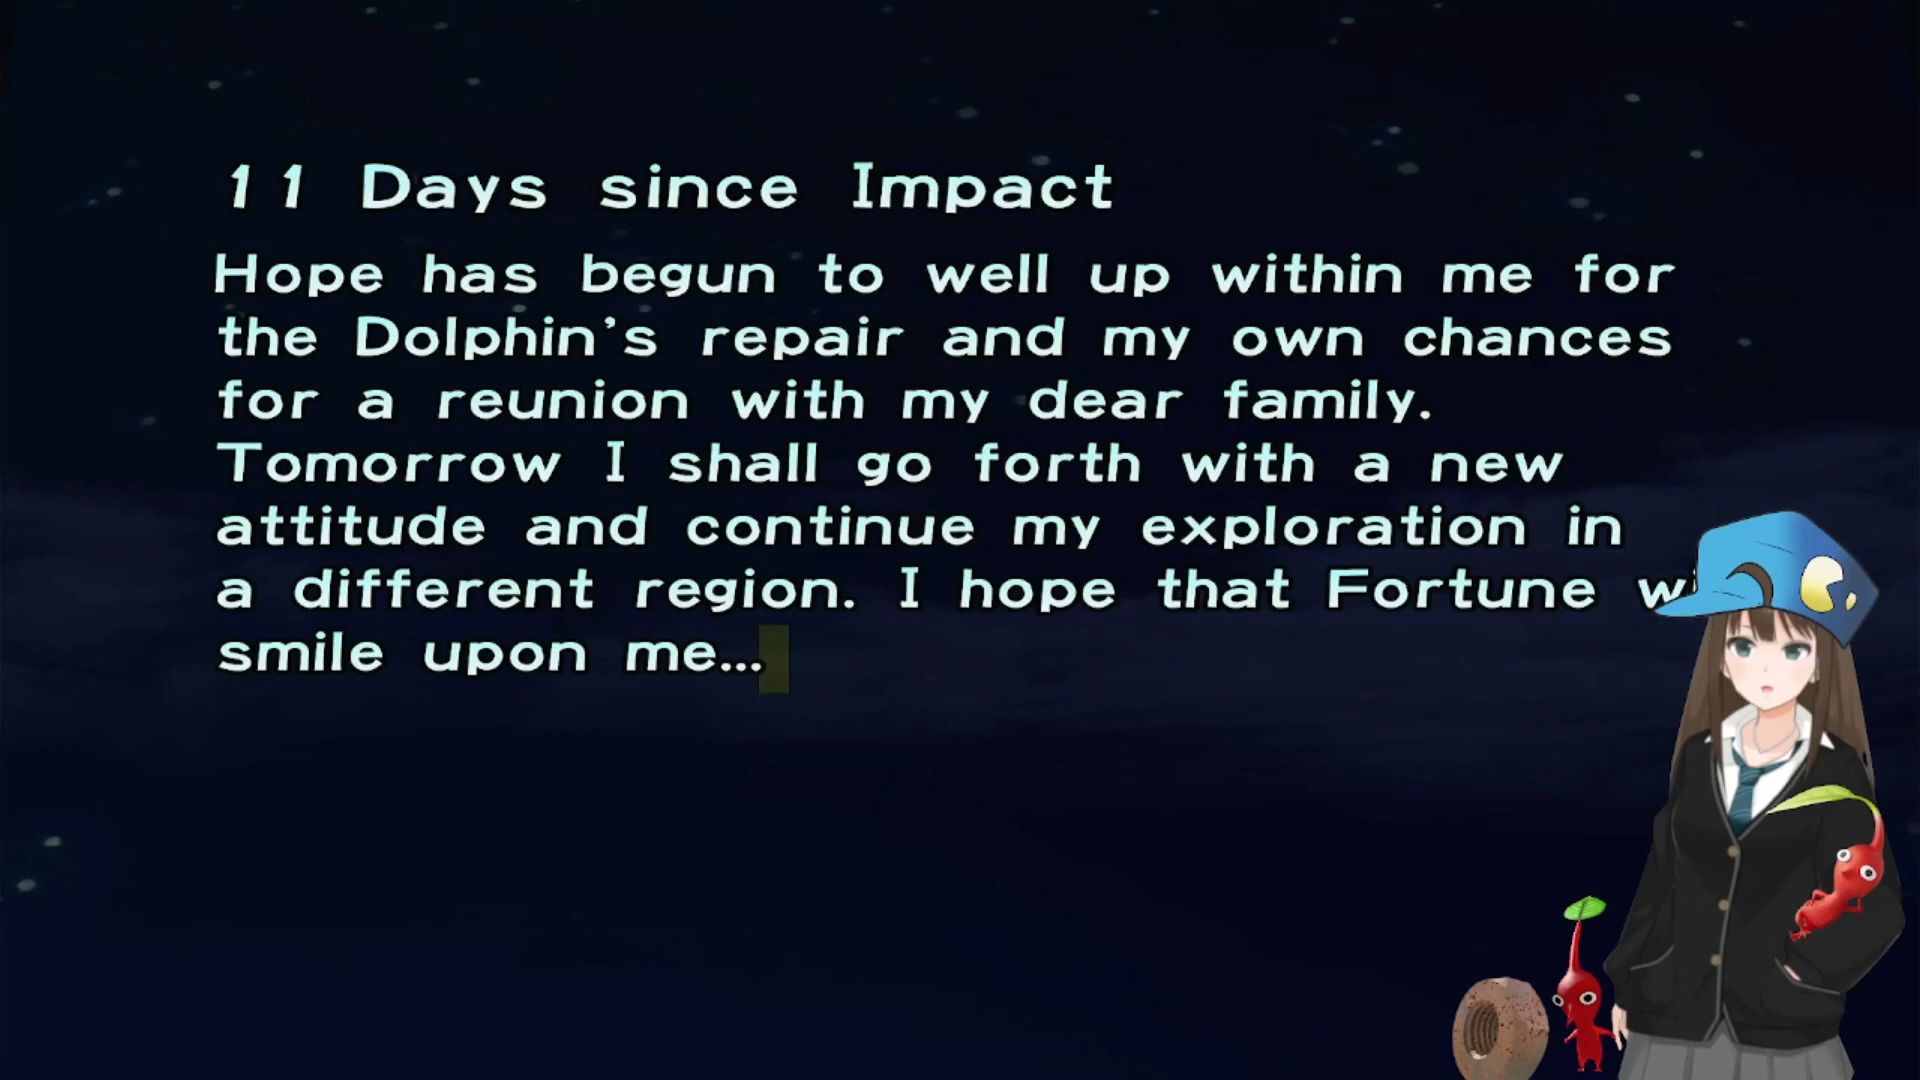 11 Days since Impact
Hope has begun to well up within me for
the Dolphin's repair and my own chances
for a reunion with my dear family.
Tomorrow I shall go forth with a new
attitude and continue my exploration in
a different region. I hope that Fortune
smile upon me...